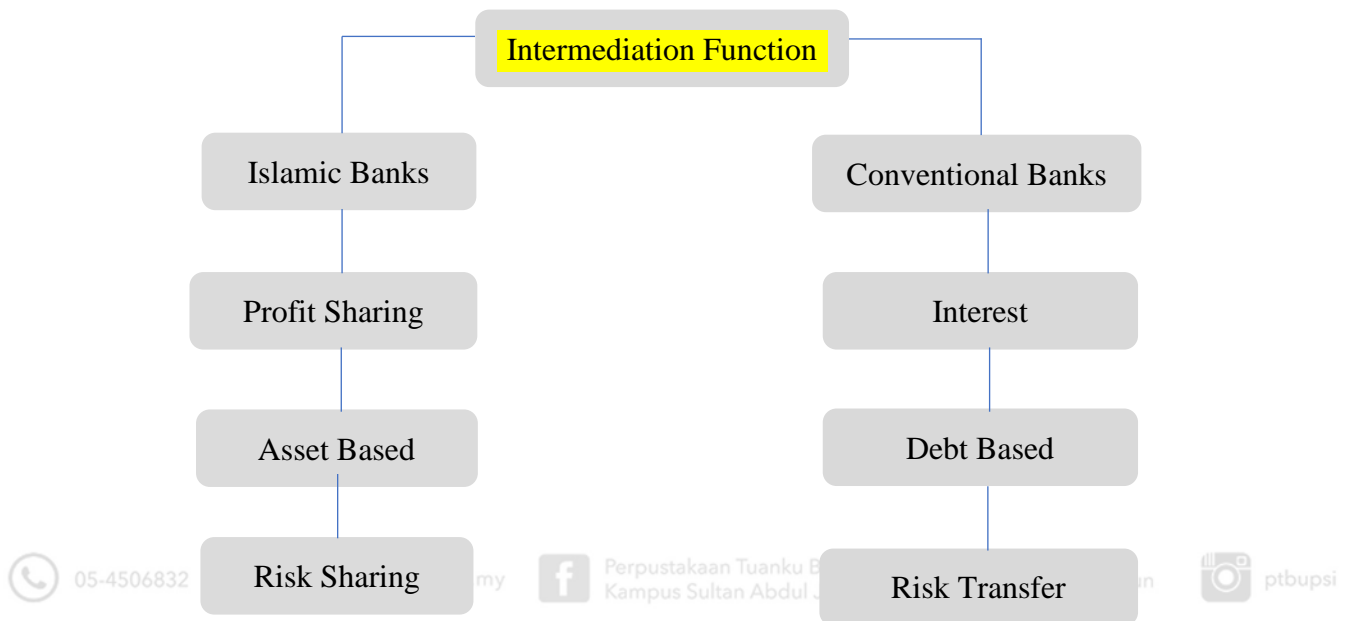 Intermediation Function
Islamic Banks
Conventional Banks
Profit Sharing
Interest
Asset Based
Debt Based
Risk Sharing
Risk Transfer
05-4506832
my
Perpustakaan Tuanku B
Kampus Sultan Abdul J
ptbupsi